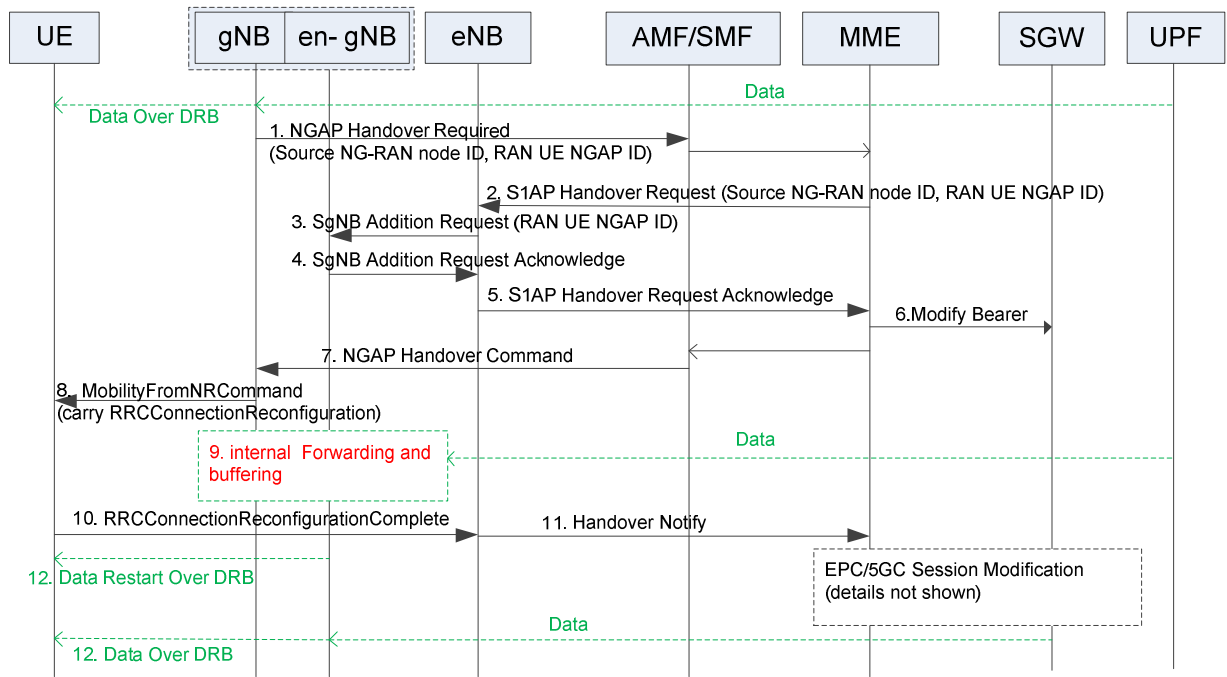 UE
gNB
en- gNB
eNB
AMF/SMF
MME
SGW
UPF
Data
Data Over DRB
1. NGAP Handover Required
(Source NG-RAN node ID, RAN UE NGAP ID)
2. S1AP Handover Request (Source NG-RAN node ID, RAN UE NGAP ID)
3. SgNB Addition Request (RAN UE NGAP ID)
4. SgNB Addition Request Acknowledge
5. S1AP Handover Request Acknowledge
6.Modify Bearer
7. NGAP Handover Command
8. MobilityFromNRCommand
(carry RRCConnectionReconfiguration)
9. internal Forwarding and
buffering
Data
10. RRCConnectionReconfigurationComplete
11. Handover Notify
12. Data Restart Over DRB
EPC/5GC Session Modification
(details not shown)
Data
12. Data Over DRB